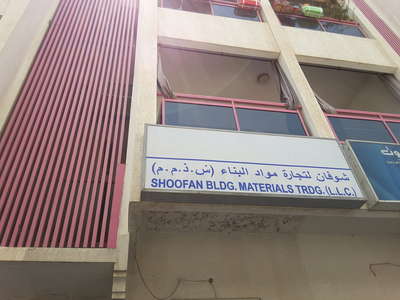 شوفان لتجارة مواد البناء (ش.ذ.م.م)
SHOOFAN BLDG. MATERIALS TRDG. (L.L.C.)